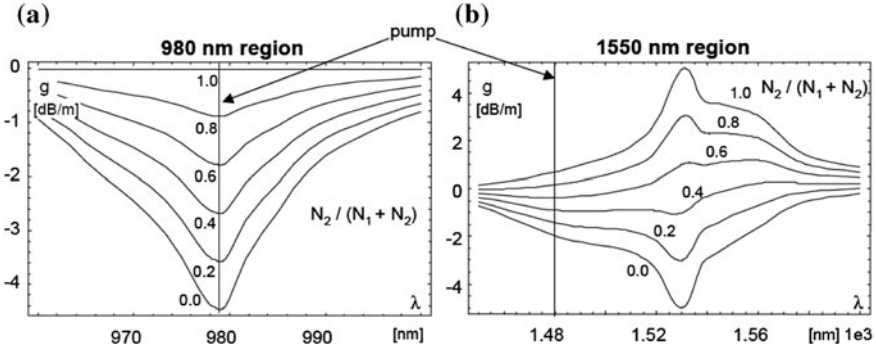 (a)
980 nm region
0
-1
-2
-3
-4
g
[dB/m]
1.0
0.8
0.6
0.4
0.2
0.0
N2 / (N1 + N2)
λ
970
980
990
[nm]
pump
(b)
1550 nm region
4
2
0
-2
-4
g
[dB/m]
1.0
N2 / (N1 + N2)
0.8
0.6
0.4
0.2
0.0
λ
1.48
1.52
1.56
[nm] 1e3